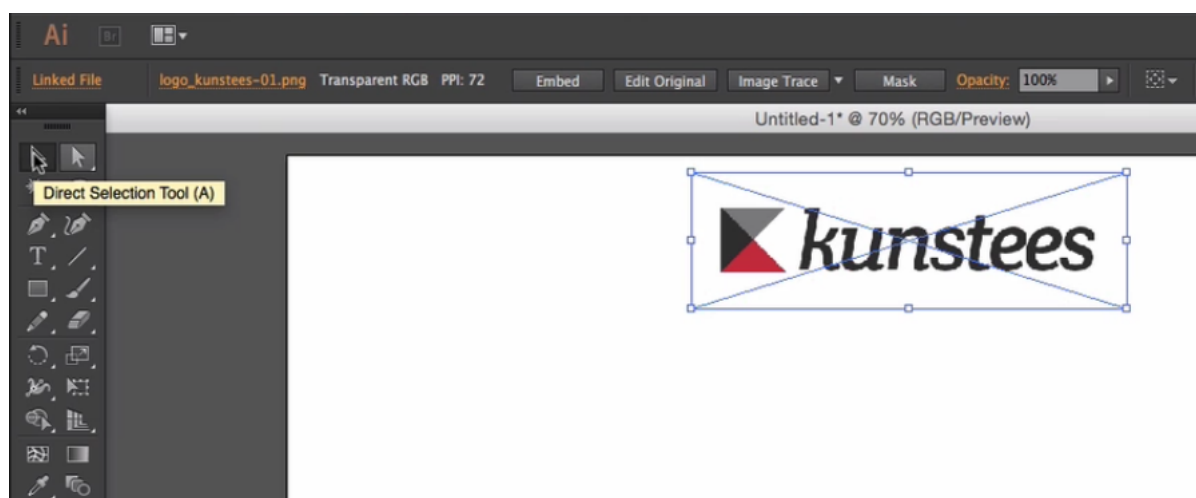 Ai Br
Linked File logo_kunstees-01.png Transparent RGB PPI: 72 Embed Edit Original Image Trace Mask Opacity: 100%
Untitled-1* @ 70% (RGB/Preview)
Direct Selection Tool (A)
kunstees
T